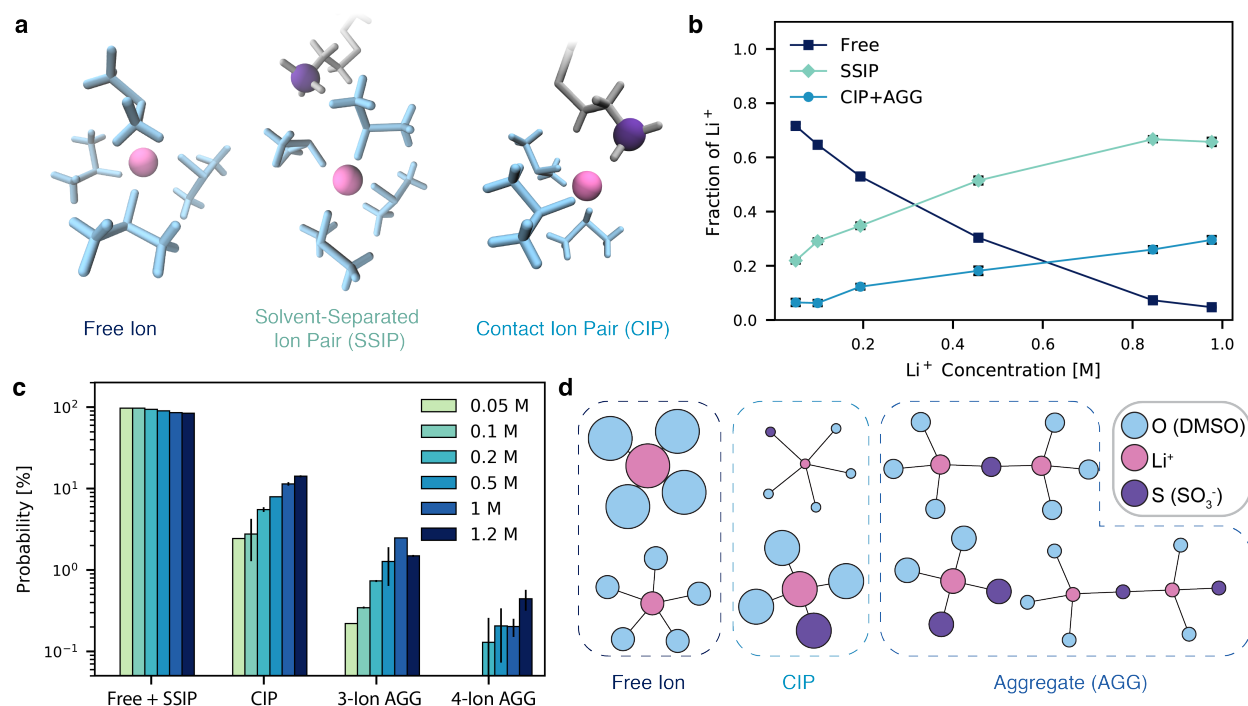 a
Free Ion
Solvent-Separated
Ion Pair (SSIP)
Contact Ion Pair (CIP)
b
1.0
0.8
0.6
0.4
0.2
0.0
Fraction of Li⁺
Free
SSIP
CIP+AGG
0.2 0.4 0.6 0.8 1.0
Li⁺ Concentration [M]
c
10²
10¹
10⁰
10⁻¹
Probability [%]
0.05 M
0.1 M
0.2 M
0.5 M
1 M
1.2 M
Free + SSIP CIP 3-Ion AGG 4-Ion AGG
d
O (DMSO)
Li⁺
S (SO₃⁻)
Free Ion CIP Aggregate (AGG)